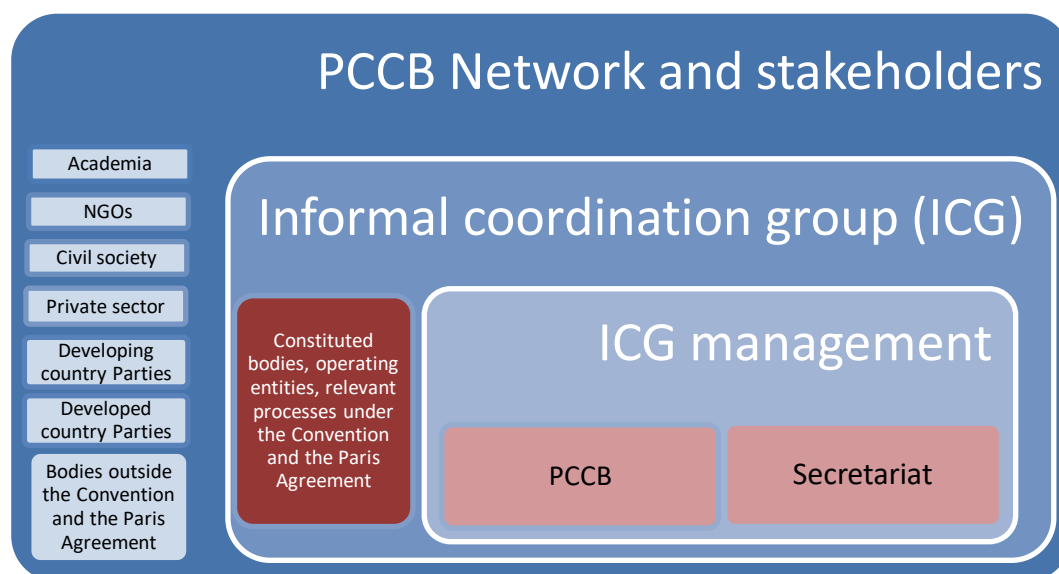 PCCB Network and stakeholders
Academia
NGOs
Civil society
Private sector
Developing
country Parties
Developed
country Parties
Bodies outside
the Convention
and the Paris
Agreement
Informal coordination group (ICG)
Constituted
bodies, operating
entities, relevant
processes under
the Convention
and the Paris
Agreement
ICG management
PCCB
Secretariat